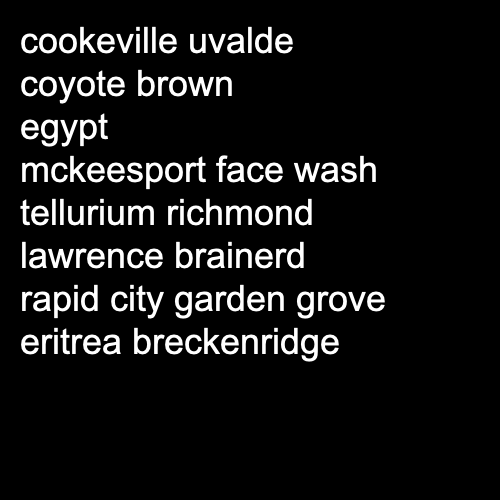 cookeville uvalde
coyote brown
egypt
mckeesport face wash
tellurium richmond
lawrence brainerd
rapid city garden grove
eritrea breckenridge